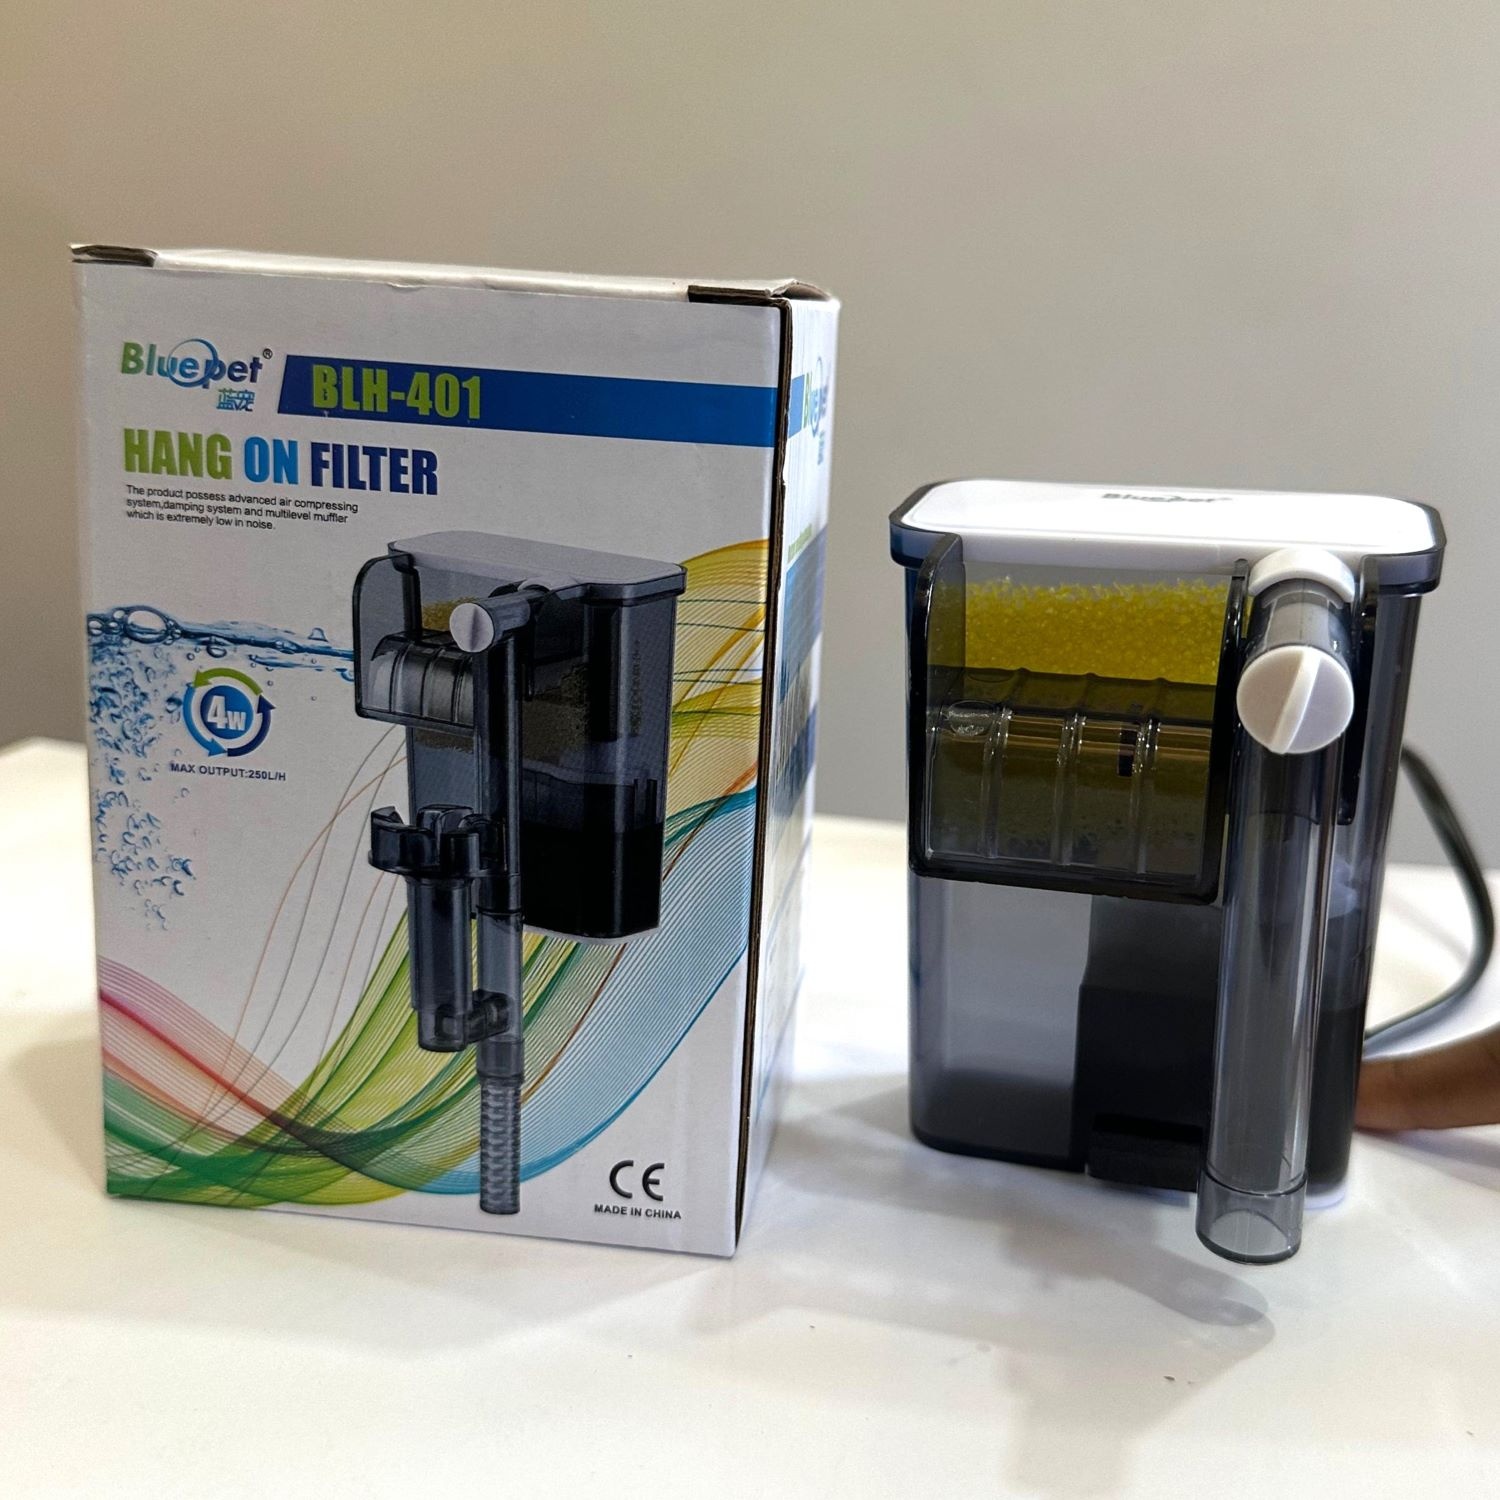 Bluepet®
蓝宠
BLH-401
HANG ON FILTER
The product possess advanced air compressing
system,damping system and multilevel muffler
which is extremely low in noise.
4w
MAX OUTPUT:250L/H
CE
MADE IN CHINA
Bluepet